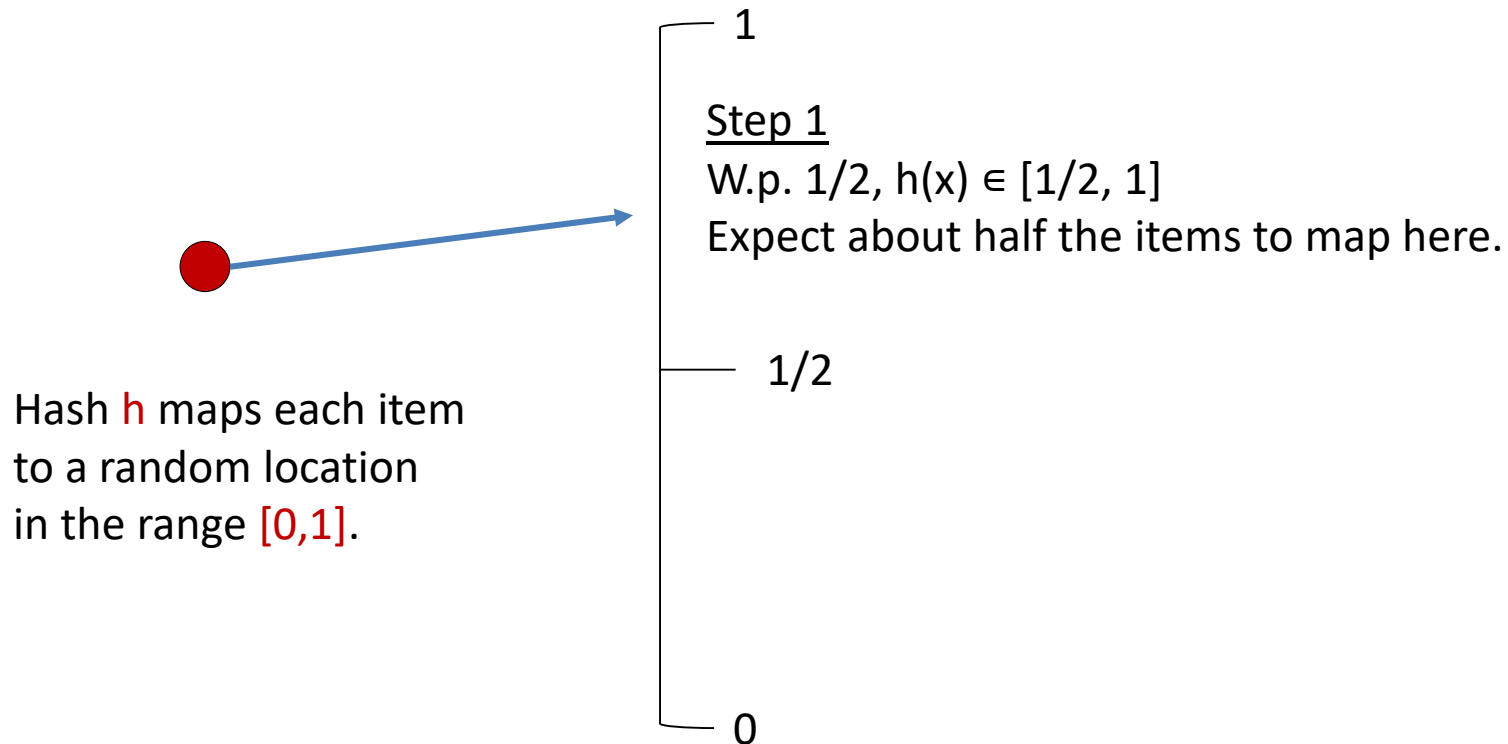 1
Step 1
W.p. 1/2, h(x) ∊ [1/2, 1]
Expect about half the items to map here.
1/2
Hash h maps each item
to a random location
in the range [0,1].
0